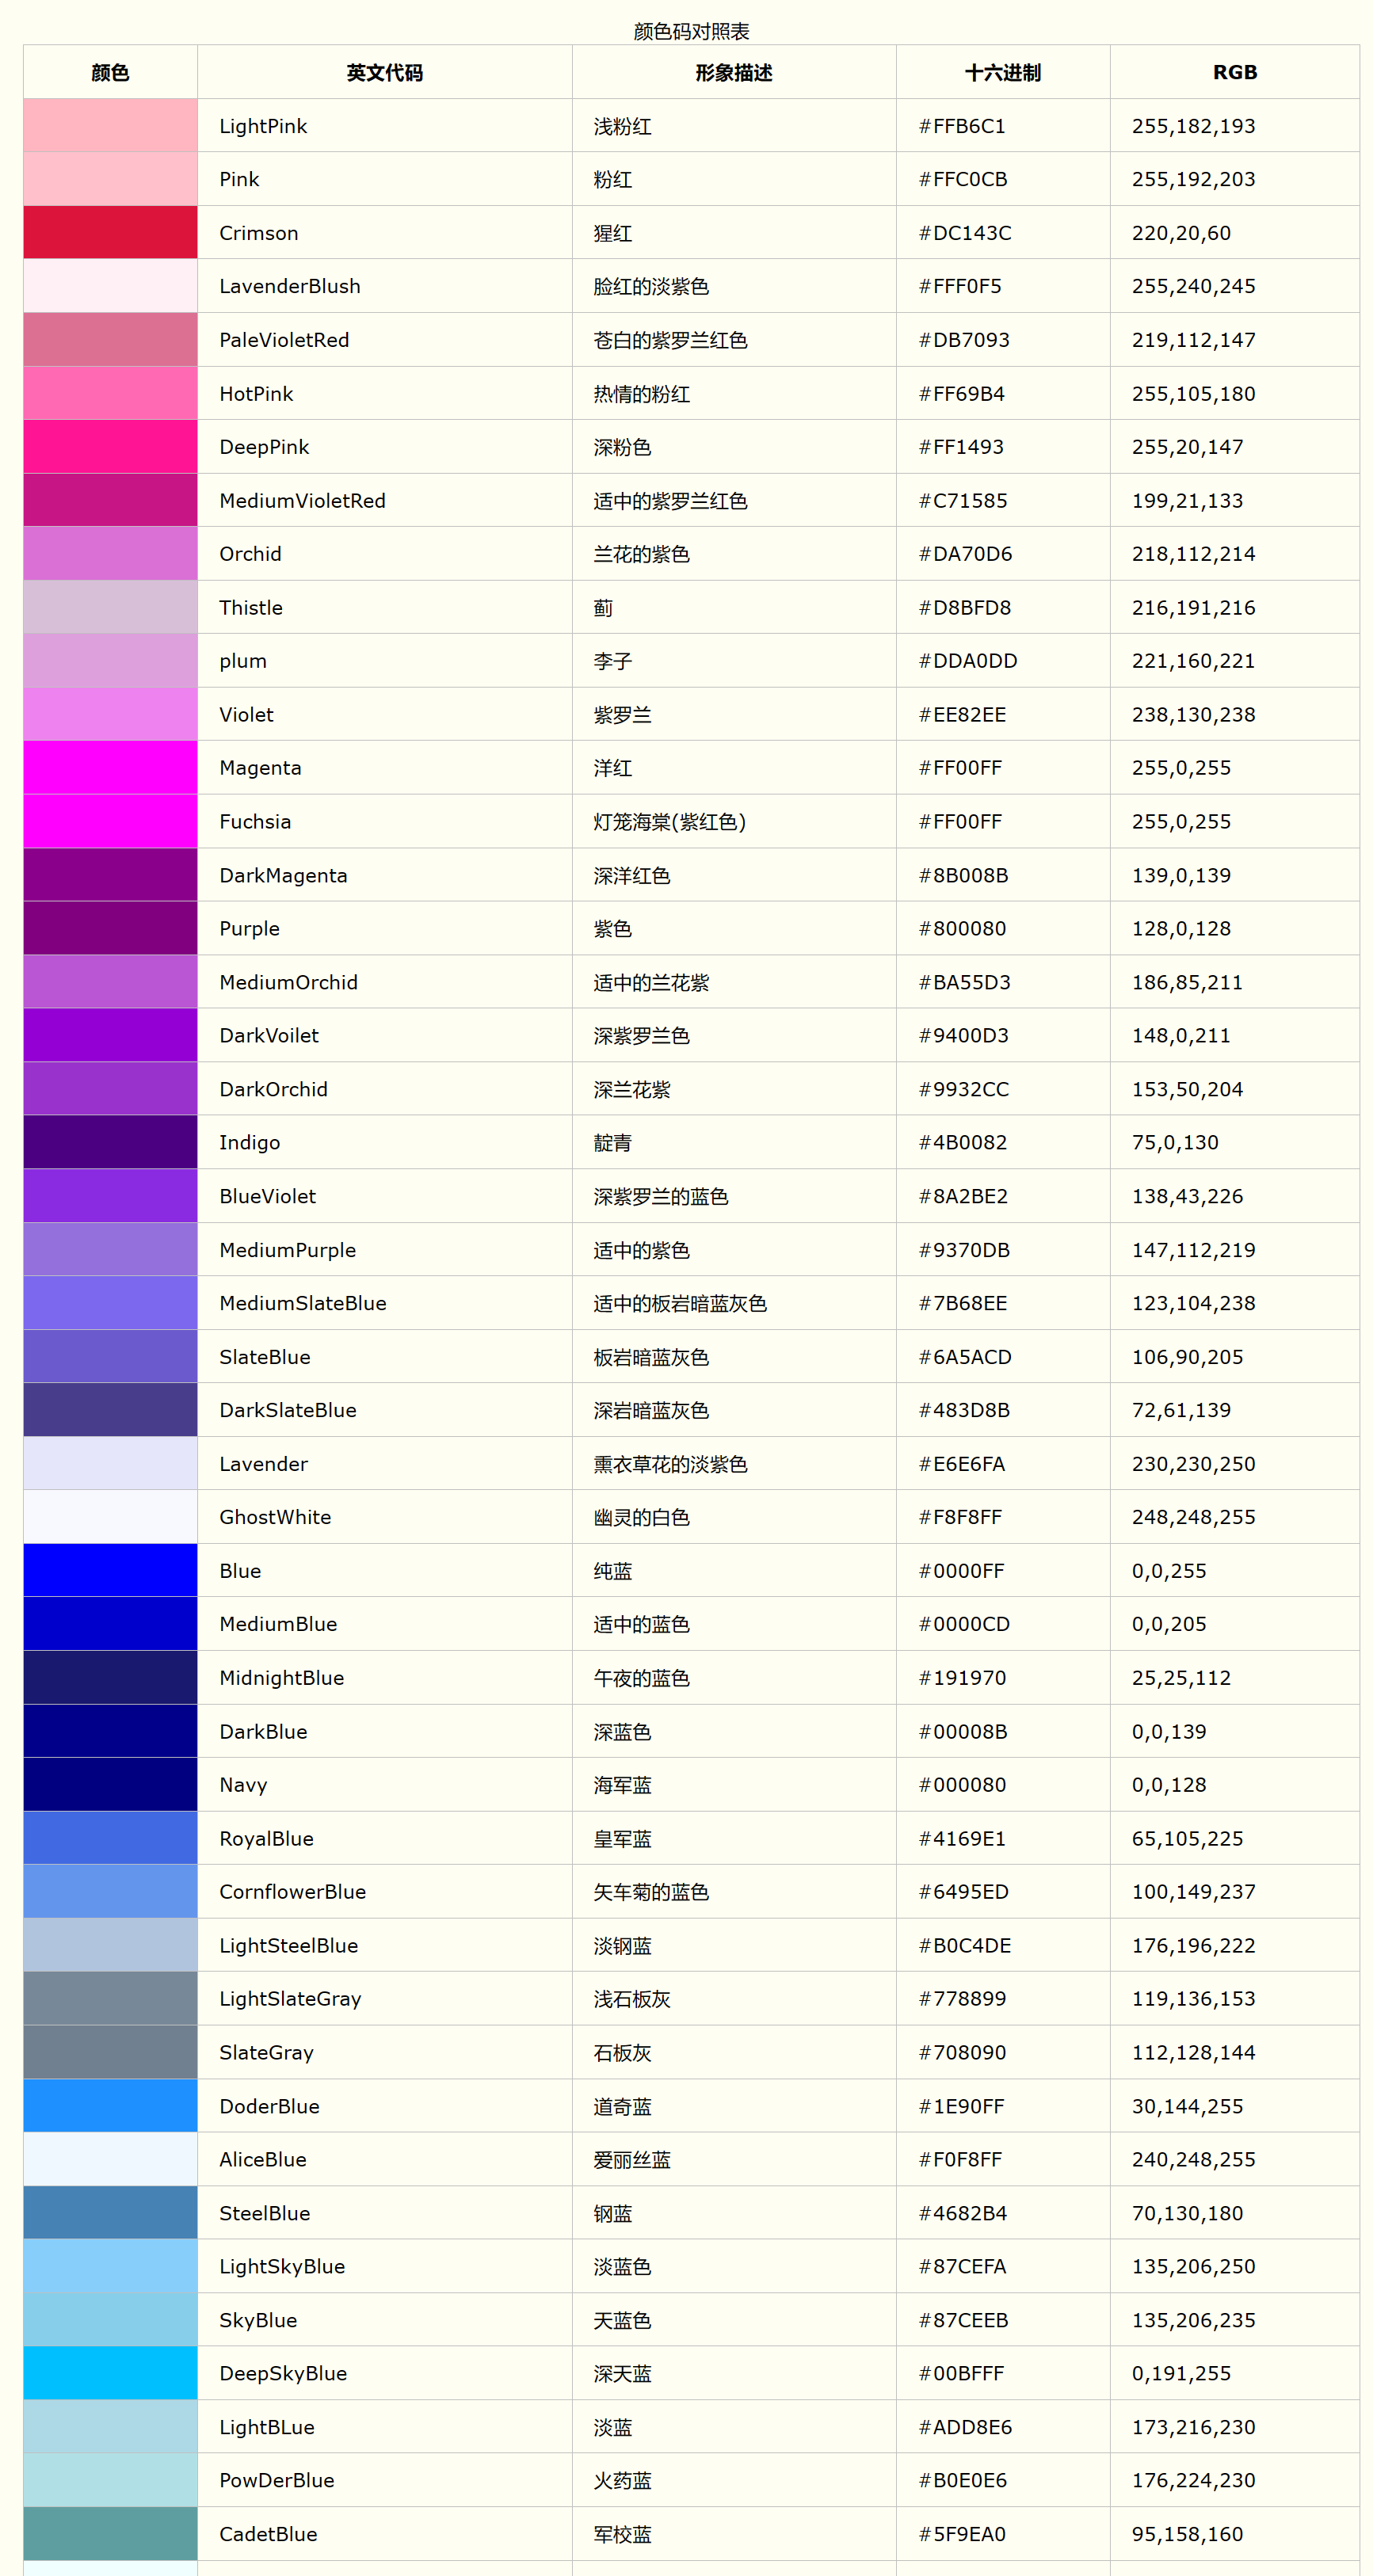 颜色码对照表
颜色 英文代码 形象描述 十六进制 RGB
LightPink 浅粉红 #FFB6C1 255,182,193
Pink 粉红 #FFC0CB 255,192,203
Crimson 猩红 #DC143C 220,20,60
LavenderBlush 脸红的淡紫色 #FFF0F5 255,240,245
PaleVioletRed 苍白的紫罗兰红色 #DB7093 219,112,147
HotPink 热情的粉红 #FF69B4 255,105,180
DeepPink 深粉色 #FF1493 255,20,147
MediumVioletRed 适中的紫罗兰红色 #C71585 199,21,133
Orchid 兰花的紫色 #DA70D6 218,112,214
Thistle 蓟 #D8BFD8 216,191,216
plum 李子 #DDA0DD 221,160,221
Violet 紫罗兰 #EE82EE 238,130,238
Magenta 洋红 #FF00FF 255,0,255
Fuchsia 灯笼海棠(紫红色) #FF00FF 255,0,255
DarkMagenta 深洋红色 #8B008B 139,0,139
Purple 紫色 #800080 128,0,128
MediumOrchid 适中的兰花紫 #BA55D3 186,85,211
DarkVoilet 深紫罗兰色 #9400D3 148,0,211
DarkOrchid 深兰花紫 #9932CC 153,50,204
Indigo 靛青 #4B0082 75,0,130
BlueViolet 深紫罗兰的蓝色 #8A2BE2 138,43,226
MediumPurple 适中的紫色 #9370DB 147,112,219
MediumSlateBlue 适中的板岩暗蓝灰色 #7B68EE 123,104,238
SlateBlue 板岩暗蓝灰色 #6A5ACD 106,90,205
DarkSlateBlue 深岩暗蓝灰色 #483D8B 72,61,139
Lavender 熏衣草花的淡紫色 #E6E6FA 230,230,250
GhostWhite 幽灵的白色 #F8F8FF 248,248,255
Blue 纯蓝 #0000FF 0,0,255
MediumBlue 适中的蓝色 #0000CD 0,0,205
MidnightBlue 午夜的蓝色 #191970 25,25,112
DarkBlue 深蓝色 #00008B 0,0,139
Navy 海军蓝 #000080 0,0,128
RoyalBlue 皇军蓝 #4169E1 65,105,225
CornflowerBlue 矢车菊的蓝色 #6495ED 100,149,237
LightSteelBlue 淡钢蓝 #B0C4DE 176,196,222
LightSlateGray 浅石板灰 #778899 119,136,153
SlateGray 石板灰 #708090 112,128,144
DoderBlue 道奇蓝 #1E90FF 30,144,255
AliceBlue 爱丽丝蓝 #F0F8FF 240,248,255
SteelBlue 钢蓝 #4682B4 70,130,180
LightSkyBlue 淡蓝色 #87CEFA 135,206,250
SkyBlue 天蓝色 #87CEEB 135,206,235
DeepSkyBlue 深天蓝 #00BFFF 0,191,255
LightBLue 淡蓝 #ADD8E6 173,216,230
PowDerBlue 火药蓝 #B0E0E6 176,224,230
CadetBlue 军校蓝 #5F9EA0 95,158,160